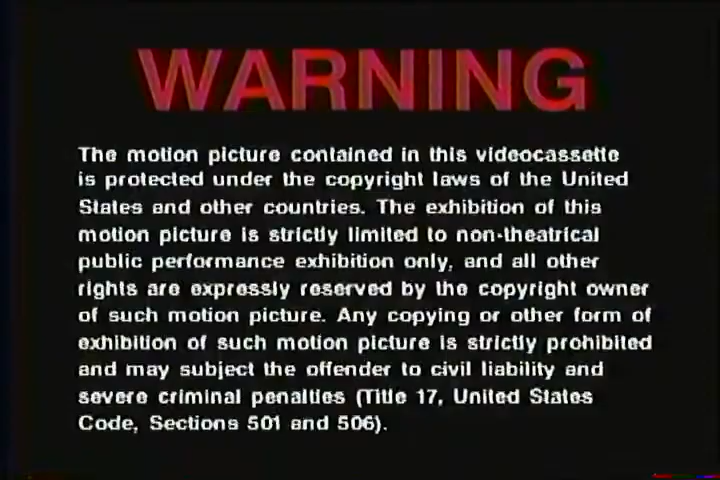 WARNING
The motion picture contained in this videocassette
is protected under the copyright laws of the United
States and other countries. The exhibition of this
motion picture is strictly limited to non-theatrical
public performance exhibition only, and all other
rights are expressly reserved by the copyright owner
of such motion picture. Any copying or other form of
exhibition of such motion picture is strictly prohibited
and may subject the offender to civil liability and
severe criminal penalties (Title 17, United States
Code, Sections 501 and 506).